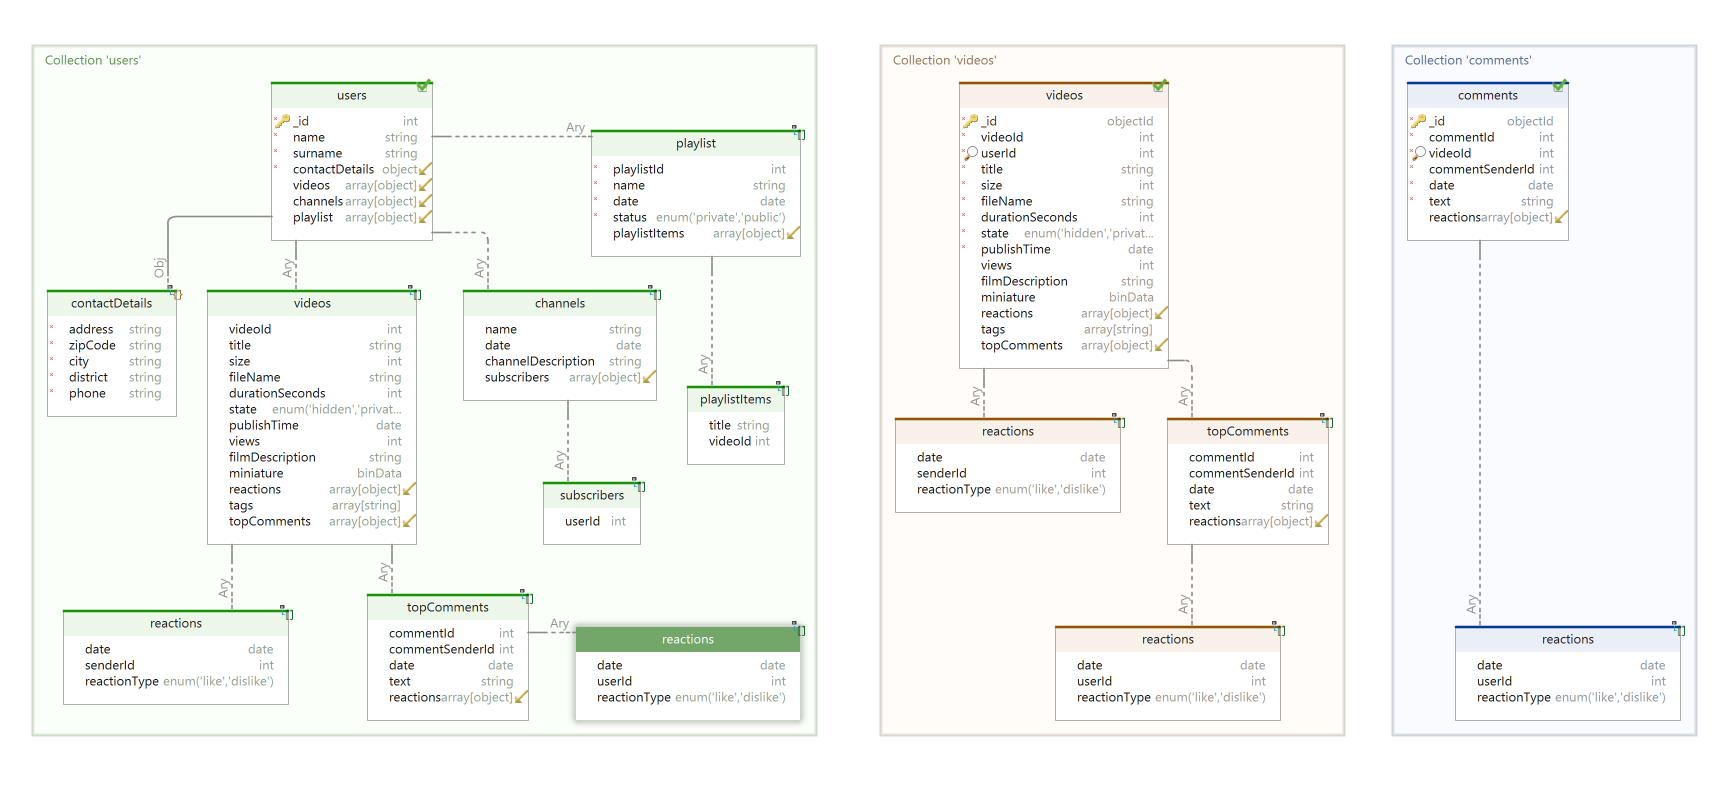 Collection 'users'
users
_id int
name string
surname string
contactDetails object
videos array[object]
channels array[object]
playlist array[object]
Ary
playlist
playlistId int
name string
date date
status enum('private','public')
playlistItems array[object]
Obj
Ary
Ary
contactDetails
address string
zipCode string
city string
district string
phone string
videos
videoId int
title string
size int
fileName string
durationSeconds int
state enum('hidden','privat...
publishTime date
views int
filmDescription string
miniature binData
reactions array[object]
tags array[string]
topComments array[object]
channels
name string
date date
channelDescription string
subscribers array[object]
Ary
playlistItems
title string
videoId int
Ary
subscribers
userId int
Ary
Ary
reactions
date date
senderId int
reactionType enum('like','dislike')
topComments
commentId int
commentSenderId int
date date
text string
reactions array[object]
Ary
reactions
date date
userId int
reactionType enum('like','dislike')
Collection 'videos'
videos
_id objectId
videoId int
userId int
title string
size int
fileName string
durationSeconds int
state enum('hidden','privat...
publishTime date
views int
filmDescription string
miniature binData
reactions array[object]
tags array[string]
topComments array[object]
Ary
Ary
reactions
date date
senderId int
reactionType enum('like','dislike')
topComments
commentId int
commentSenderId int
date date
text string
reactions array[object]
Ary
reactions
date date
userId int
reactionType enum('like','dislike')
Collection 'comments'
comments
_id objectId
commentId int
videoId int
commentSenderId int
date date
text string
reactions array[object]
Ary
reactions
date date
userId int
reactionType enum('like','dislike')